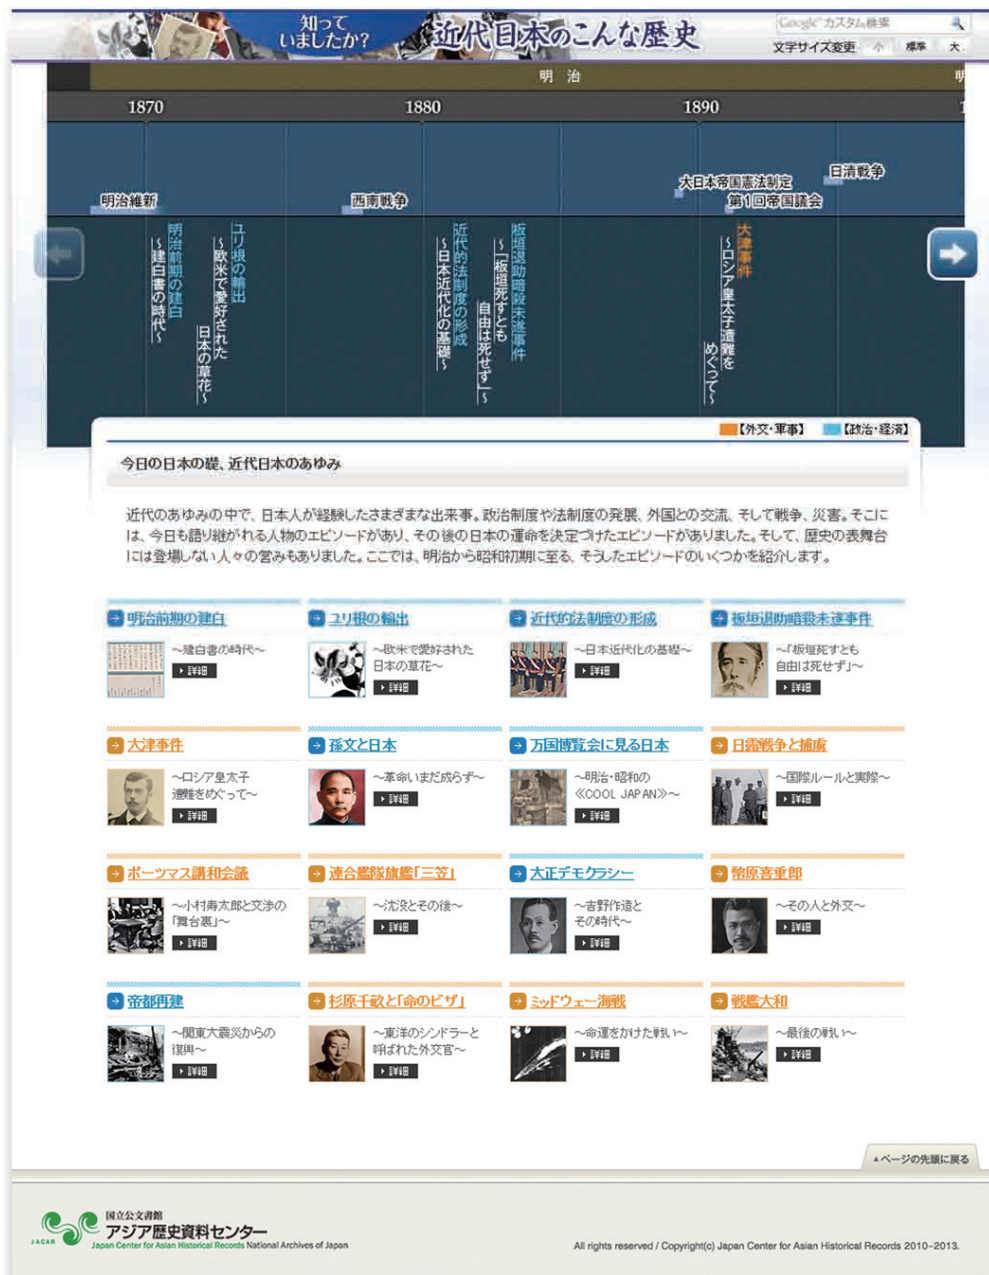 知って
いましたか?
近代日本のこんな歴史
Google カスタム検索
文字サイズ変更 小 標準 大
明 治
明
1870 1880 1890 1
明治維新
西南戦争
大日本帝国憲法制定
第1回帝国議会
日清戦争
明治前期の建白
~建白書の時代~
ユリ根の輸出
~欧米で愛好された
日本の草花~
近代的法制度の形成
~日本近代化の基礎~
板垣退助暗殺未遂事件
~「板垣死すとも
自由は死せず」~
大津事件
~ロシア皇太子遭難を
めぐって~
【外交・軍事】 【政治・経済】
今日の日本の礎、近代日本のあゆみ
近代のあゆみの中で、日本人が経験したさまざまな出来事。政治制度や法制度の発展、外国との交流、そして戦争、災害。そこに
は、今日も語り継がれる人物のエピソードがあり、その後の日本の運命を決定づけたエピソードがありました。そして、歴史の表舞台
には登場しない人々の営みもありました。ここでは、明治から昭和初期に至る、そうしたエピソードのいくつかを紹介します。
明治前期の建白
~建白書の時代~
詳細
ユリ根の輸出
~欧米で愛好された
日本の草花~
詳細
近代的法制度の形成
~日本近代化の基礎~
詳細
板垣退助暗殺未遂事件
~「板垣死すとも
自由は死せず」~
詳細
大津事件
~ロシア皇太子
遭難をめぐって~
詳細
孫文と日本
~革命いまだ成らず~
詳細
万国博覧会に見る日本
~明治・昭和の
≪COOL JAPAN≫~
詳細
日露戦争と捕虜
~国際ルールと実際~
詳細
ポーツマス講和会議
~小村寿太郎と交渉の
「舞台裏」~
詳細
連合艦隊旗艦「三笠」
~沈没とその後~
詳細
大正デモクラシー
~吉野作造と
その時代~
詳細
幣原喜重郎
~その人と外交~
詳細
帝都再建
~関東大震災からの
復興~
詳細
杉原千畝と「命のビザ」
~東洋のシンドラーと
呼ばれた外交官~
詳細
ミッドウェー海戦
~命運をかけた戦い~
詳細
戦艦大和
~最後の戦い~
詳細
▲ページの先頭に戻る
JACAR
国立公文書館
アジア歴史資料センター
Japan Center for Asian Historical Records National Archives of Japan
All rights reserved / Copyright(c) Japan Center for Asian Historical Records 2010-2013.